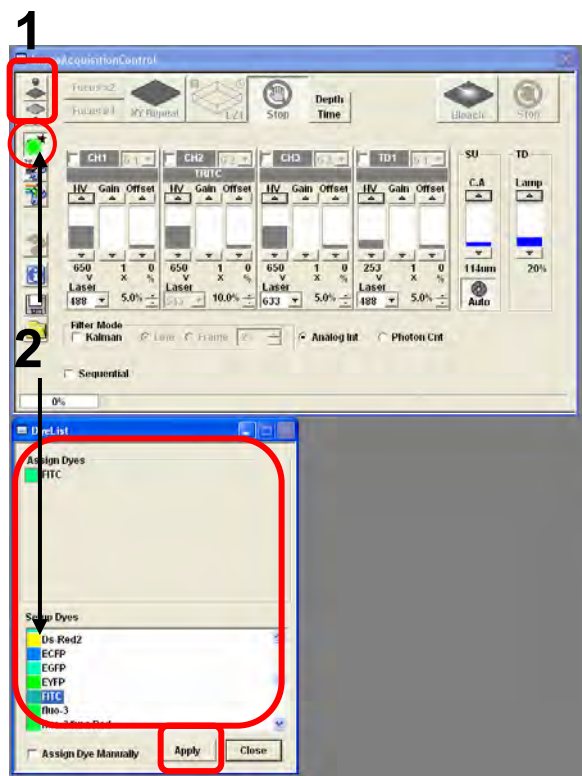 1
AcquisitionControl
Focus x2
Focus x4
XY Repeat
Stop
Depth
Time
Bleach
Stop
CH1
CH2
CH3
TD1
SU
TD
TRITC
HV Gain Offset
HV Gain Offset
HV Gain Offset
HV Gain Offset
C.A
Lamp
650 1 0
V X %
650 1 0
V X %
650 1 0
V X %
253 1 0
V X %
114um
20%
Laser
488 5.0%
Laser
10.0%
Laser
633 5.0%
Laser
488 5.0%
Auto
Filter Mode
Kalman
Line
Frame
Analog Int
Photon Cnt
2
Sequential
0%
DyeList
Assign Dyes
FITC
Setup Dyes
Ds-Red2
ECFP
EGFP
EYFP
FITC
fluo-3
Assign Dye Manually
Apply
Close